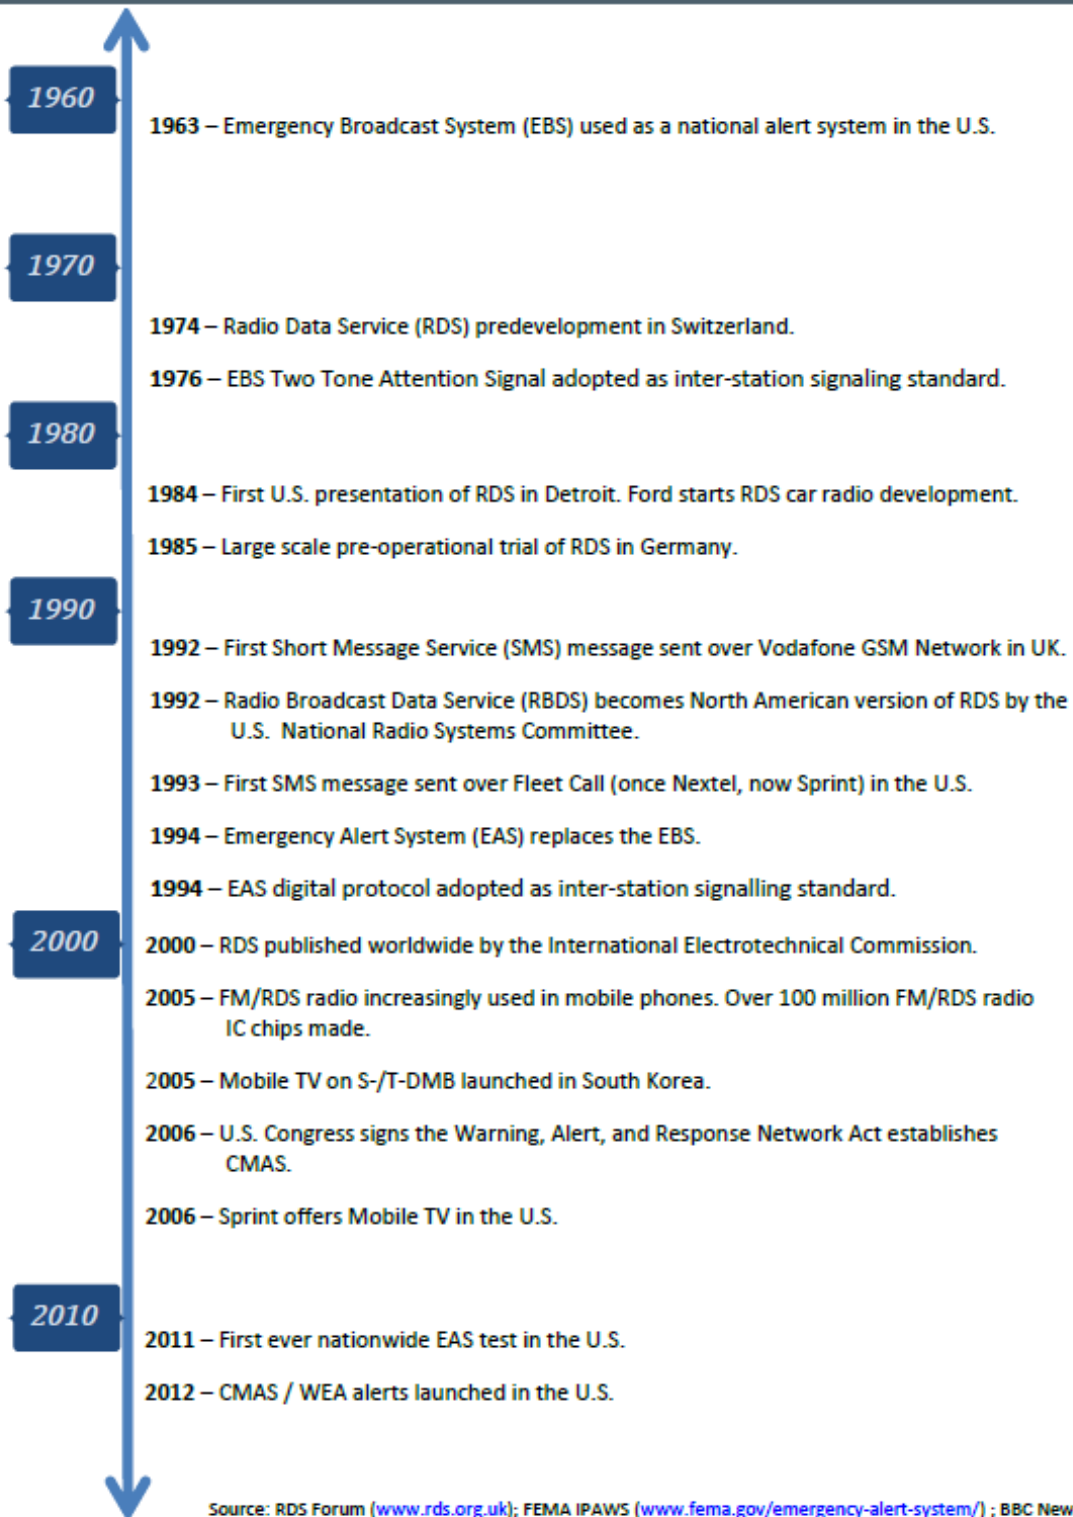 1960
1963 – Emergency Broadcast System (EBS) used as a national alert system in the U.S.
1970
1974 – Radio Data Service (RDS) predevelopment in Switzerland.
1976 – EBS Two Tone Attention Signal adopted as inter-station signaling standard.
1980
1984 – First U.S. presentation of RDS in Detroit. Ford starts RDS car radio development.
1985 – Large scale pre-operational trial of RDS in Germany.
1990
1992 – First Short Message Service (SMS) message sent over Vodafone GSM Network in UK.
1992 – Radio Broadcast Data Service (RBDS) becomes North American version of RDS by the
U.S. National Radio Systems Committee.
1993 – First SMS message sent over Fleet Call (once Nextel, now Sprint) in the U.S.
1994 – Emergency Alert System (EAS) replaces the EBS.
1994 – EAS digital protocol adopted as inter-station signalling standard.
2000
2000 – RDS published worldwide by the International Electrotechnical Commission.
2005 – FM/RDS radio increasingly used in mobile phones. Over 100 million FM/RDS radio
IC chips made.
2005 – Mobile TV on S-/T-DMB launched in South Korea.
2006 – U.S. Congress signs the Warning, Alert, and Response Network Act establishes
CMAS.
2006 – Sprint offers Mobile TV in the U.S.
2010
2011 – First ever nationwide EAS test in the U.S.
2012 – CMAS / WEA alerts launched in the U.S.
Source: RDS Forum (www.rds.org.uk); FEMA IPAWS (www.fema.gov/emergency-alert-system/) ; BBC New